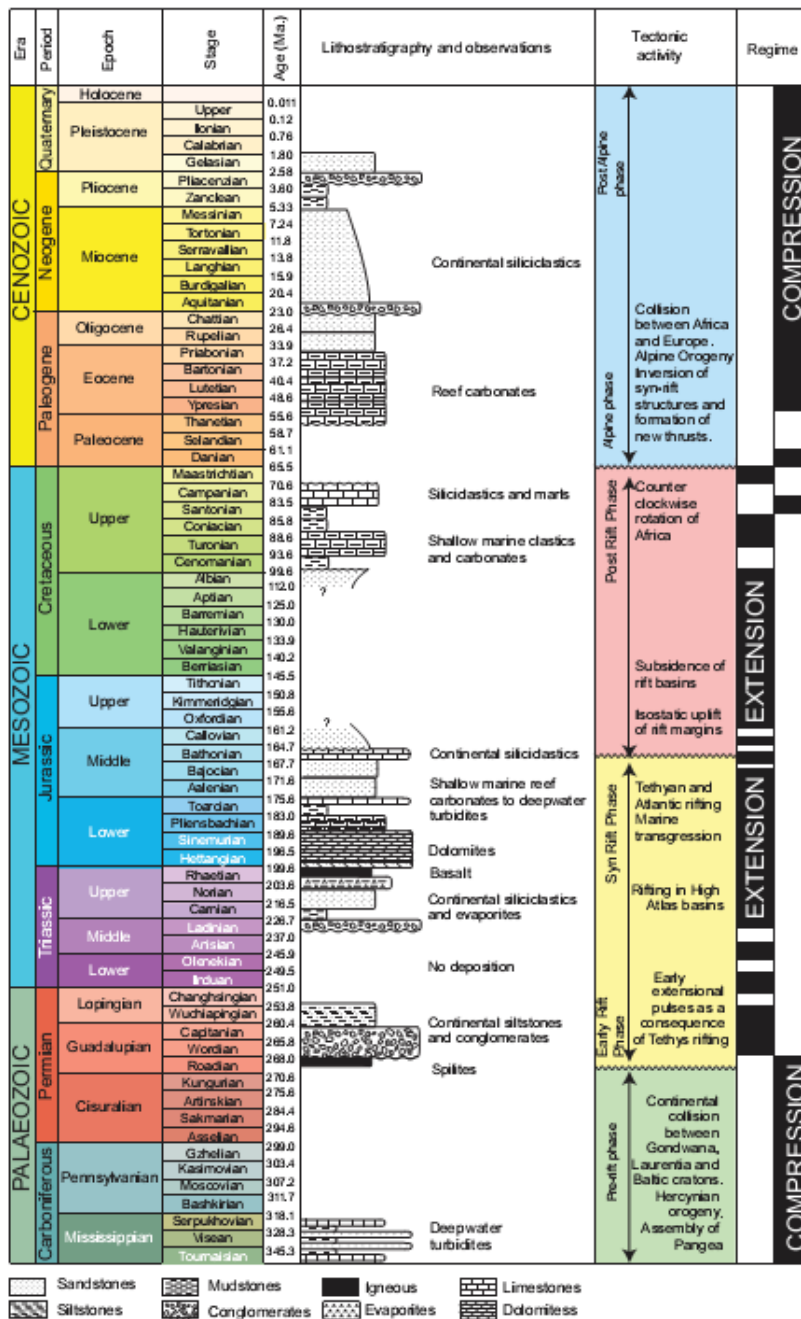 Era
Period
Epoch
Stage
Age (Ma.)
Lithostratigraphy and observations
Tectonic
activity
Regime
CENOZOIC
MESOZOIC
PALAEOZOIC
Quaternary
Neogene
Paleogene
Cretaceous
Jurassic
Triassic
Permian
Carboniferous
Holocene
Pleistocene
Pliocene
Miocene
Oligocene
Eocene
Paleocene
Upper
Lower
Upper
Middle
Lower
Upper
Middle
Lower
Lopingian
Guadalupian
Cisuralian
Pennsylvanian
Mississippian
Upper
Ilonian
Calabrian
Gelasian
Pliacenzian
Zanclean
Messinian
Tortonian
Serravallian
Langhian
Burdigalian
Aquitanian
Chattian
Rupelian
Priabonian
Bartonian
Lutetian
Ypresian
Thanetian
Selandian
Danian
Maastrichtian
Campanian
Santonian
Coniacian
Turonian
Cenomanian
Albian
Aptian
Barremian
Hauterivian
Valanginian
Berriasian
Tithonian
Kimmeridgian
Oxfordian
Callovian
Bathonian
Bajocian
Aalenian
Toarcian
Pliensbachian
Sinemurian
Hettangian
Rhaetian
Norian
Carnian
Ladinian
Anisian
Olenekian
Induan
Changhsingian
Wuchiapingian
Capitanian
Wordian
Roadian
Kungurian
Artinskian
Sakmarian
Asselian
Gzhelian
Kasimovian
Moscovian
Bashkirian
Serpukhovian
Visean
Tournaisian
0.011
0.12
0.76
1.80
2.58
3.60
5.33
7.24
11.8
13.8
15.9
20.4
23.0
26.4
33.9
37.2
40.4
48.6
55.6
58.7
61.1
65.5
70.6
83.5
85.8
88.6
93.6
99.6
112.0
125.0
130.0
133.9
140.2
145.5
150.8
155.6
161.2
164.7
167.7
171.6
175.6
183.0
189.6
196.5
199.6
203.6
216.5
226.7
237.0
245.9
249.5
251.0
253.8
260.4
265.8
268.0
270.6
275.6
284.4
294.6
299.0
303.4
307.2
311.7
318.1
328.3
345.3
?
?
Continental siliciclastics
Reef carbonates
Siliciclastics and marls
Shallow marine clastics
and carbonates
Continental siliciclastics
Shallow marine reef
carbonates to deepwater
turbidites
Dolomites
Basalt
Continental siliciclastics
and evaporites
No deposition
Continental siltstones
and conglomerates
Spilites
Deepwater
turbidites
Post Alpine
phase
Alpine phase
Collision
between Africa
and Europe.
Alpine Orogeny
Inversion of
syn-rift
structures and
formation of
new thrusts.
Post Rift Phase
Counter
clockwise
rotation of
Africa
Subsidence of
rift basins
Isostatic uplift
of rift margins
Syn Rift Phase
Tethyan and
Atlantic rifting
Marine
transgression
Rifting in High
Atlas basins
Early Rift
Phase
Early
extensional
pulses as a
consequence
of Tethys rifting
Pre-rift phase
Continental
collision
between
Gondwana,
Laurentia and
Baltic cratons.
Hercynian
orogeny,
Assembly of
Pangea
COMPRESSION
EXTENSION
EXTENSION
COMPRESSION
Sandstones
Mudstones
Igneous
Limestones
Siltstones
Conglomerates
Evaporites
Dolomitess